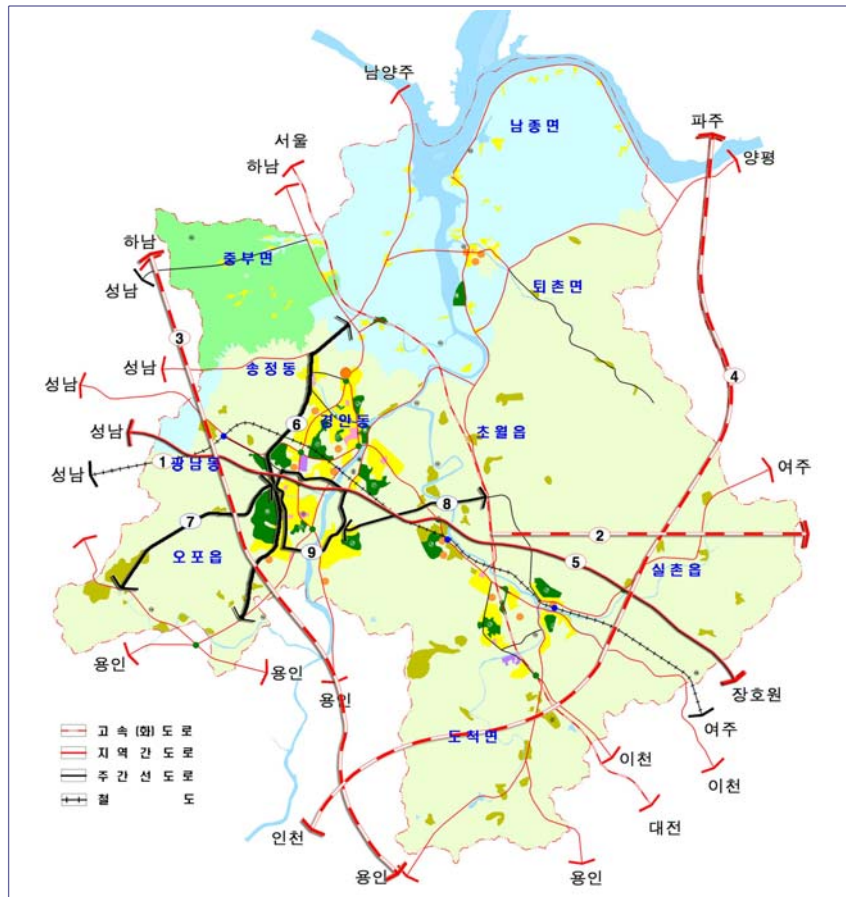 남양주
남종면
파주
서울
양평
하남
하남
중부면
성남
퇴촌면
3
성남
송정동
4
성남
6
경안동
초월읍
성남
여주
성남
1
광남동
8
7
2
오포읍
9
5
실촌읍
용인
용인
용인
장호원
고 속 (화) 도 로
여주
지 역 간 도 로
도척면
주 간 선 도 로
이천
이천
철 도
대전
인천
용인
용인